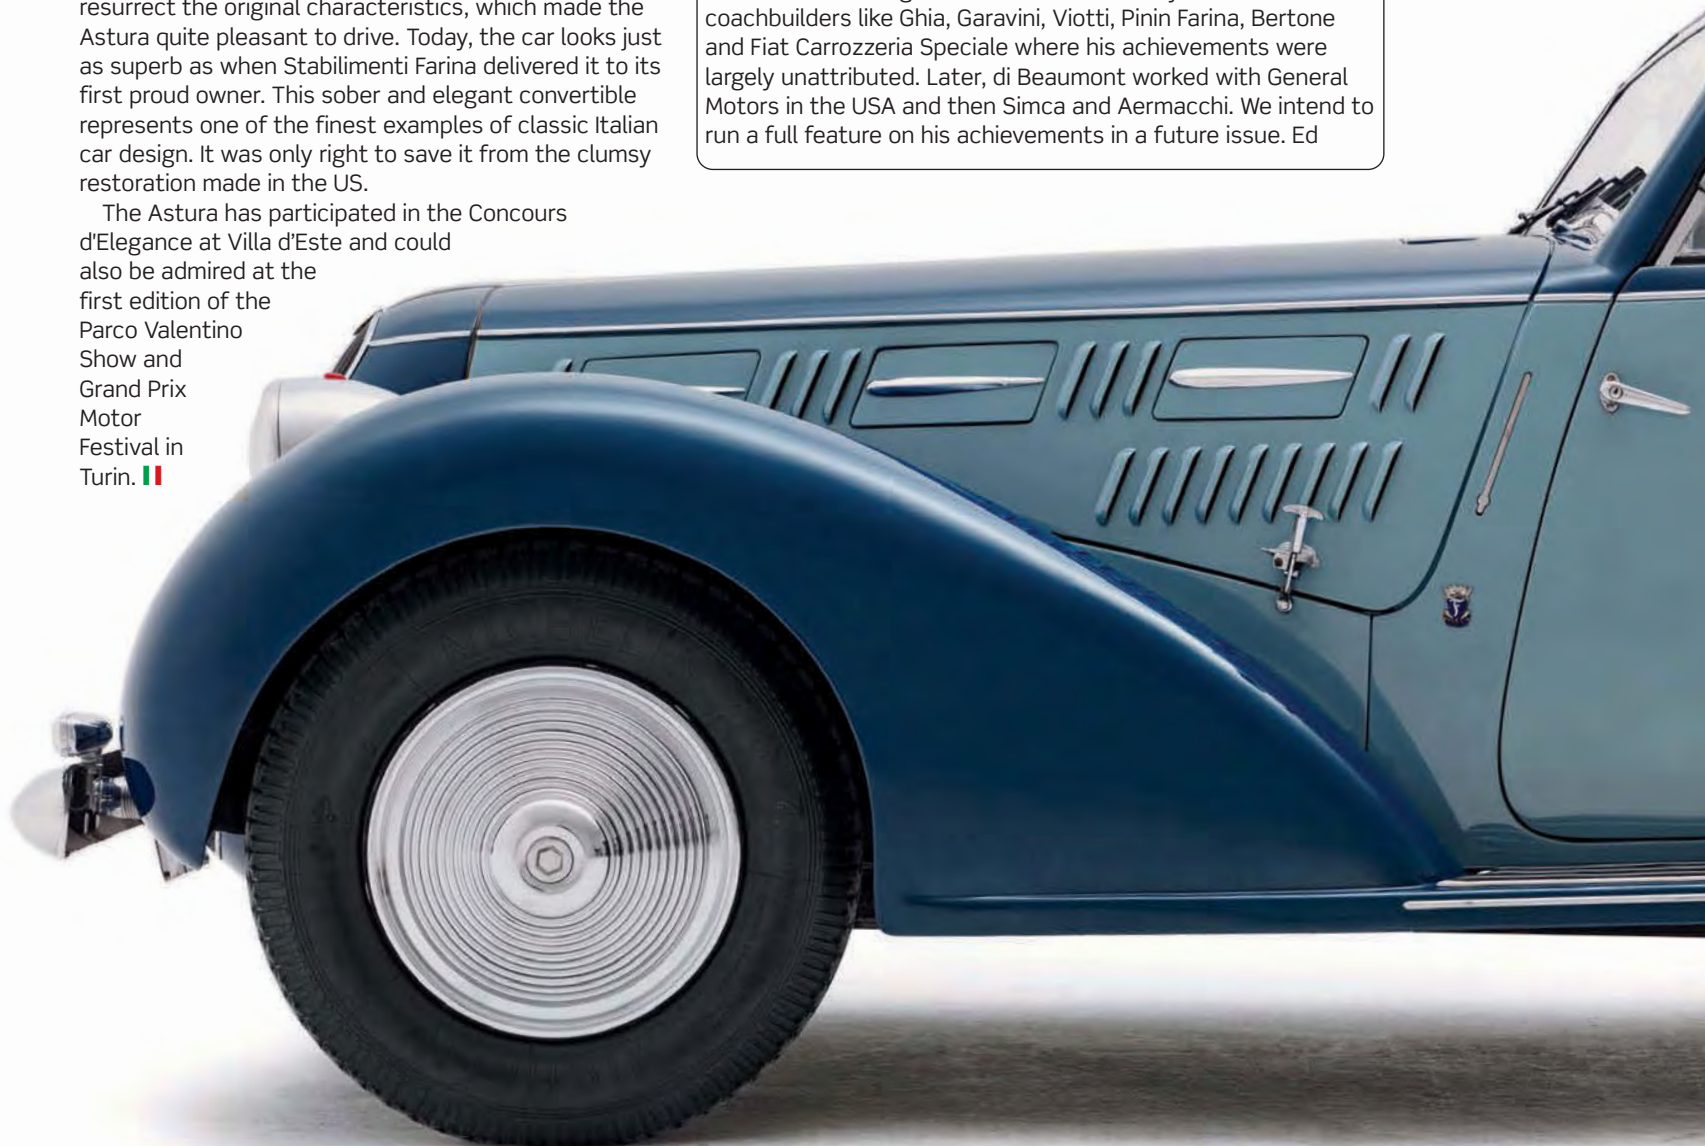 resurrect the original characteristics, which made the
Astura quite pleasant to drive. Today, the car looks just
as superb as when Stabilimenti Farina delivered it to its
first proud owner. This sober and elegant convertible
represents one of the finest examples of classic Italian
car design. It was only right to save it from the clumsy
restoration made in the US.
The Astura has participated in the Concours
d'Elegance at Villa d’Este and could
also be admired at the
first edition of the
Parco Valentino
Show and
Grand Prix
Motor
Festival in
Turin.
coachbuilders like Ghia, Garavini, Viotti, Pinin Farina, Bertone
and Fiat Carrozzeria Speciale where his achievements were
largely unattributed. Later, di Beaumont worked with General
Motors in the USA and then Simca and Aermacchi. We intend to
run a full feature on his achievements in a future issue. Ed